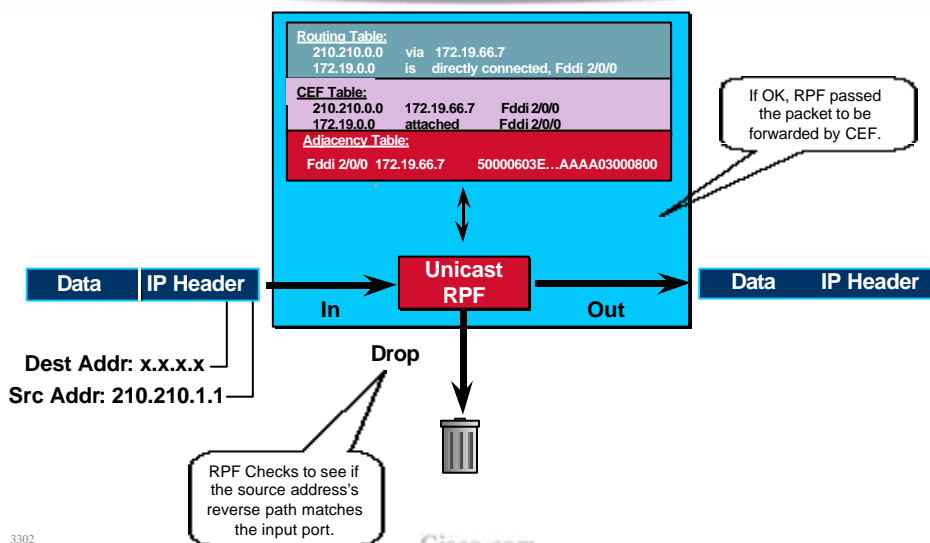 Routing Table:
210.210.0.0 via 172.19.66.7
172.19.0.0 is directly connected, Fddi 2/0/0
CEF Table:
210.210.0.0 172.19.66.7 Fddi 2/0/0
172.19.0.0 attached Fddi 2/0/0
Adjacency Table:
Fddi 2/0/0 172.19.66.7 50000603E…AAAA03000800
If OK, RPF passed
the packet to be
forwarded by CEF.
Data IP Header
In
Unicast
RPF
Out
Data IP Header
Dest Addr: x.x.x.x
Src Addr: 210.210.1.1
Drop
RPF Checks to see if
the source address's
reverse path matches
the input port.
3302
Cisco.com